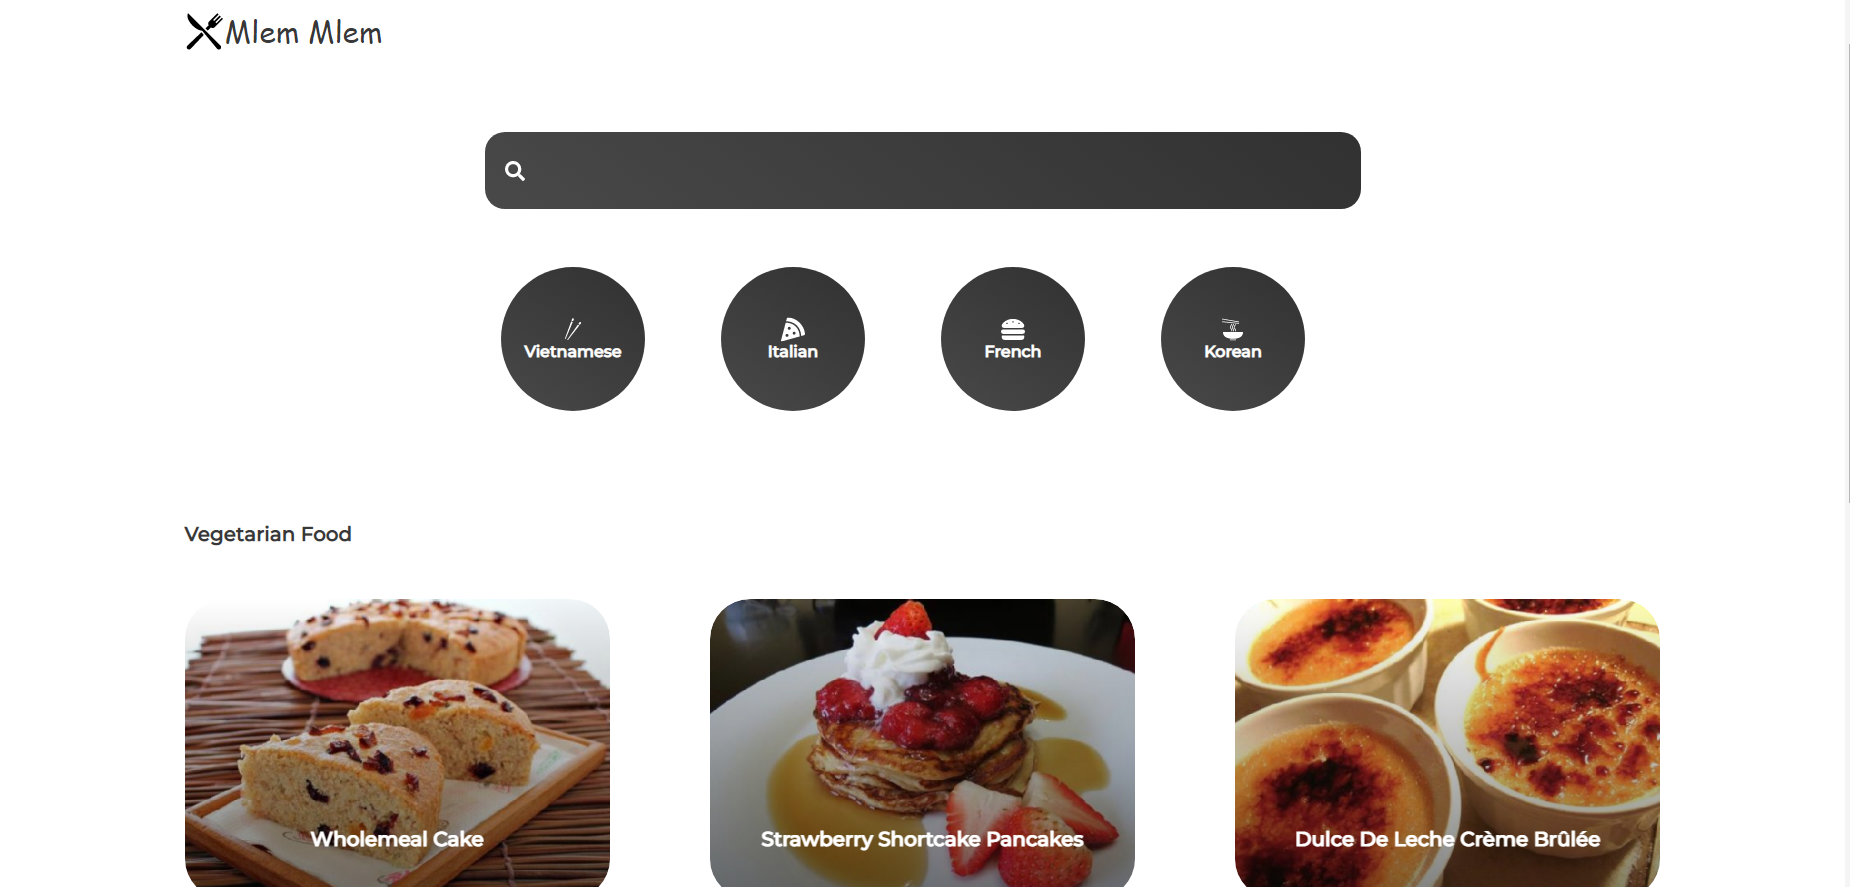 Mlem Mlem
Vietnamese
Italian
French
Korean
Vegetarian Food
Wholemeal Cake
Strawberry Shortcake Pancakes
Dulce De Leche Crème Brûlée